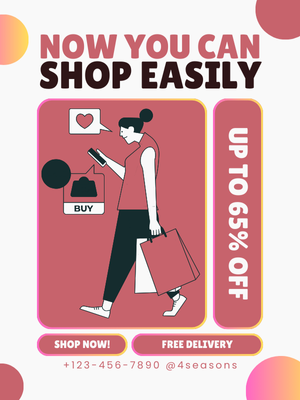 NOW YOU CAN
SHOP EASILY
BUY
UP TO 65% OFF
SHOP NOW!
FREE DELIVERY
+123-456-7890 @4seasons